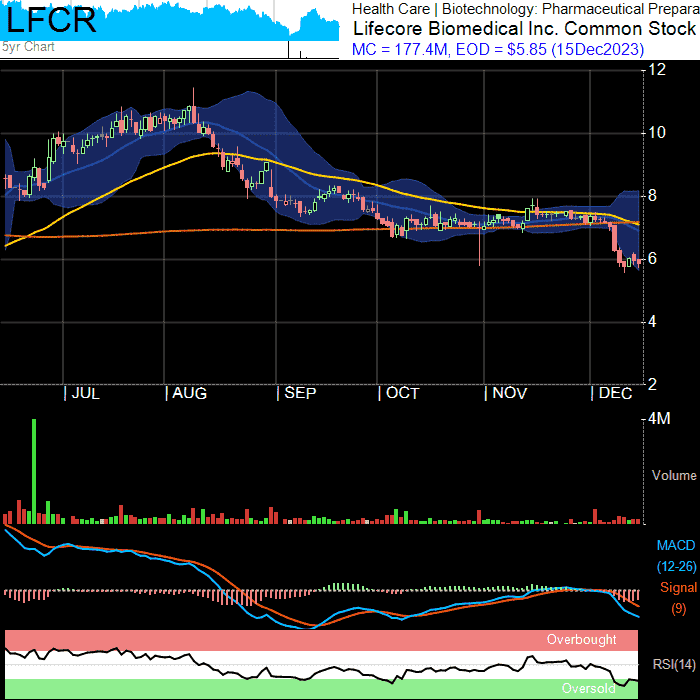 LFCR
5yr Chart
Health Care | Biotechnology: Pharmaceutical Prepara
Lifecore Biomedical Inc. Common Stock
MC = 177.4M, EOD = $5.85 (15Dec2023)
12
10
8
6
4
2
| JUL | AUG | SEP | OCT | NOV | DEC
4M
Volume
MACD
(12-26)
Signal
(9)
Overbought
RSI(14)
Oversold